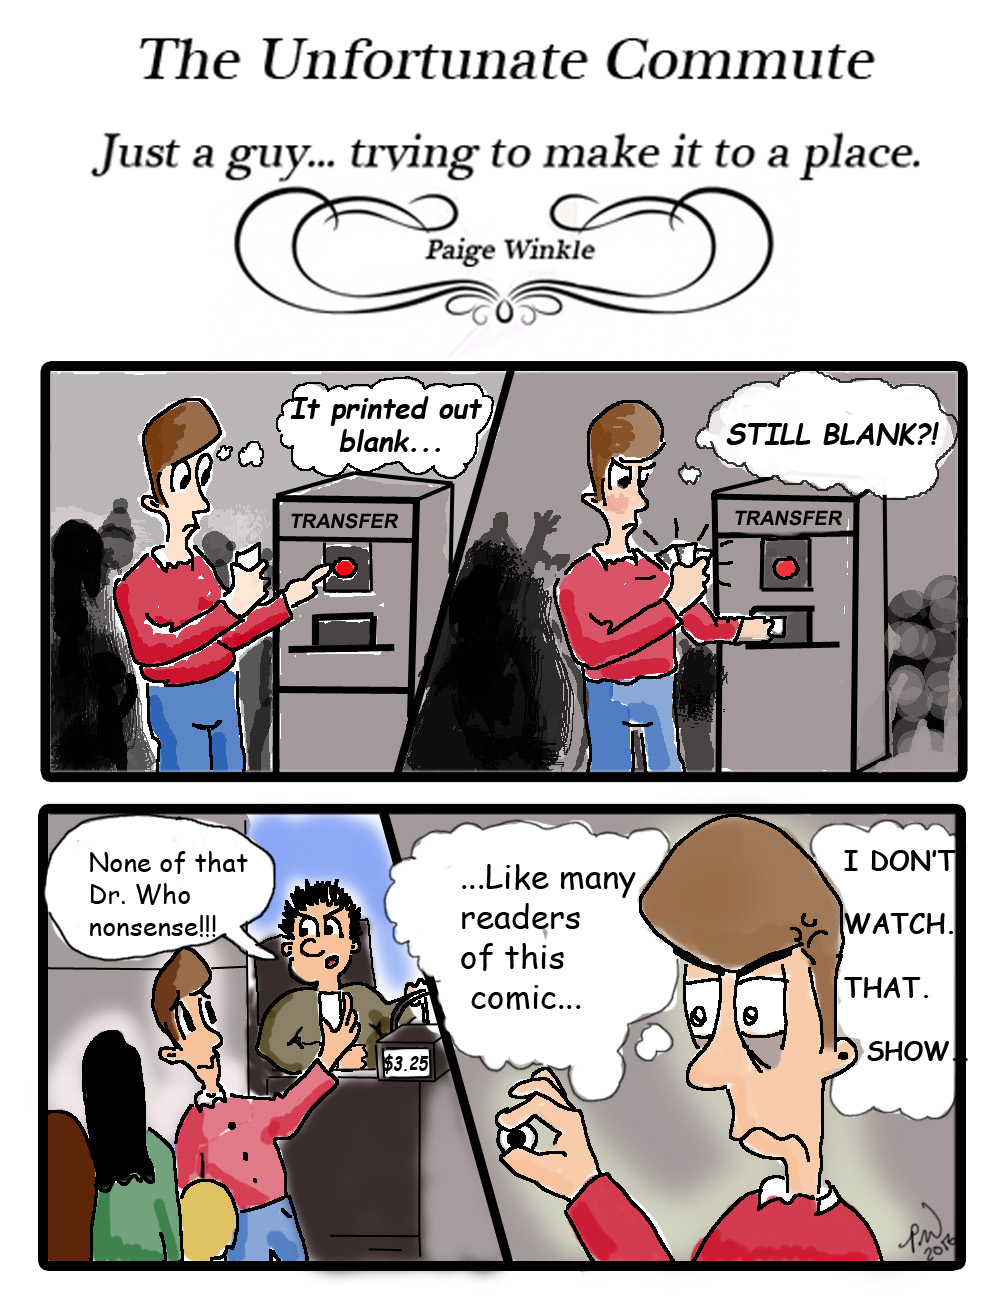 The Unfortunate Commute
Just a guy... trying to make it to a place.
Paige Winkle
It printed out
blank...
TRANSFER
STILL BLANK?!
TRANSFER
None of that
Dr. Who
nonsense!!!
$3.25
...Like many
readers
of this
comic...
I DON'T
WATCH.
THAT.
SHOW.
PW
2016